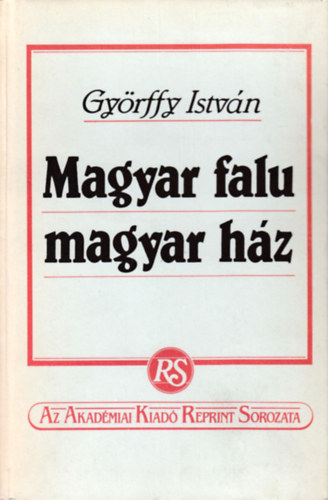 Györffy István
Magyar falu
magyar ház
RS
Az Akadémiai Kiadó Reprint Sorozata